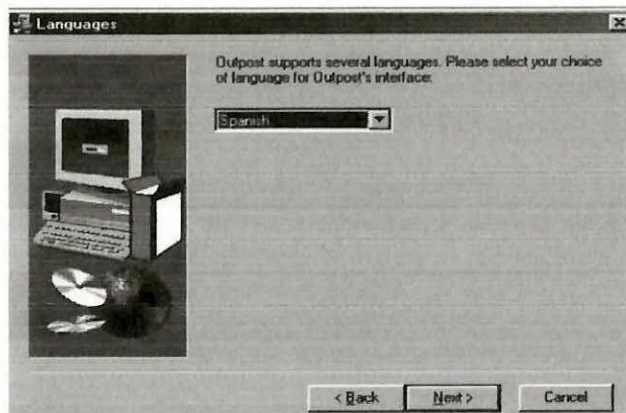 Languages
Outpost supports several languages. Please select your choice
of language for Outpost's interface:
Spanish
< Back
Next >
Cancel